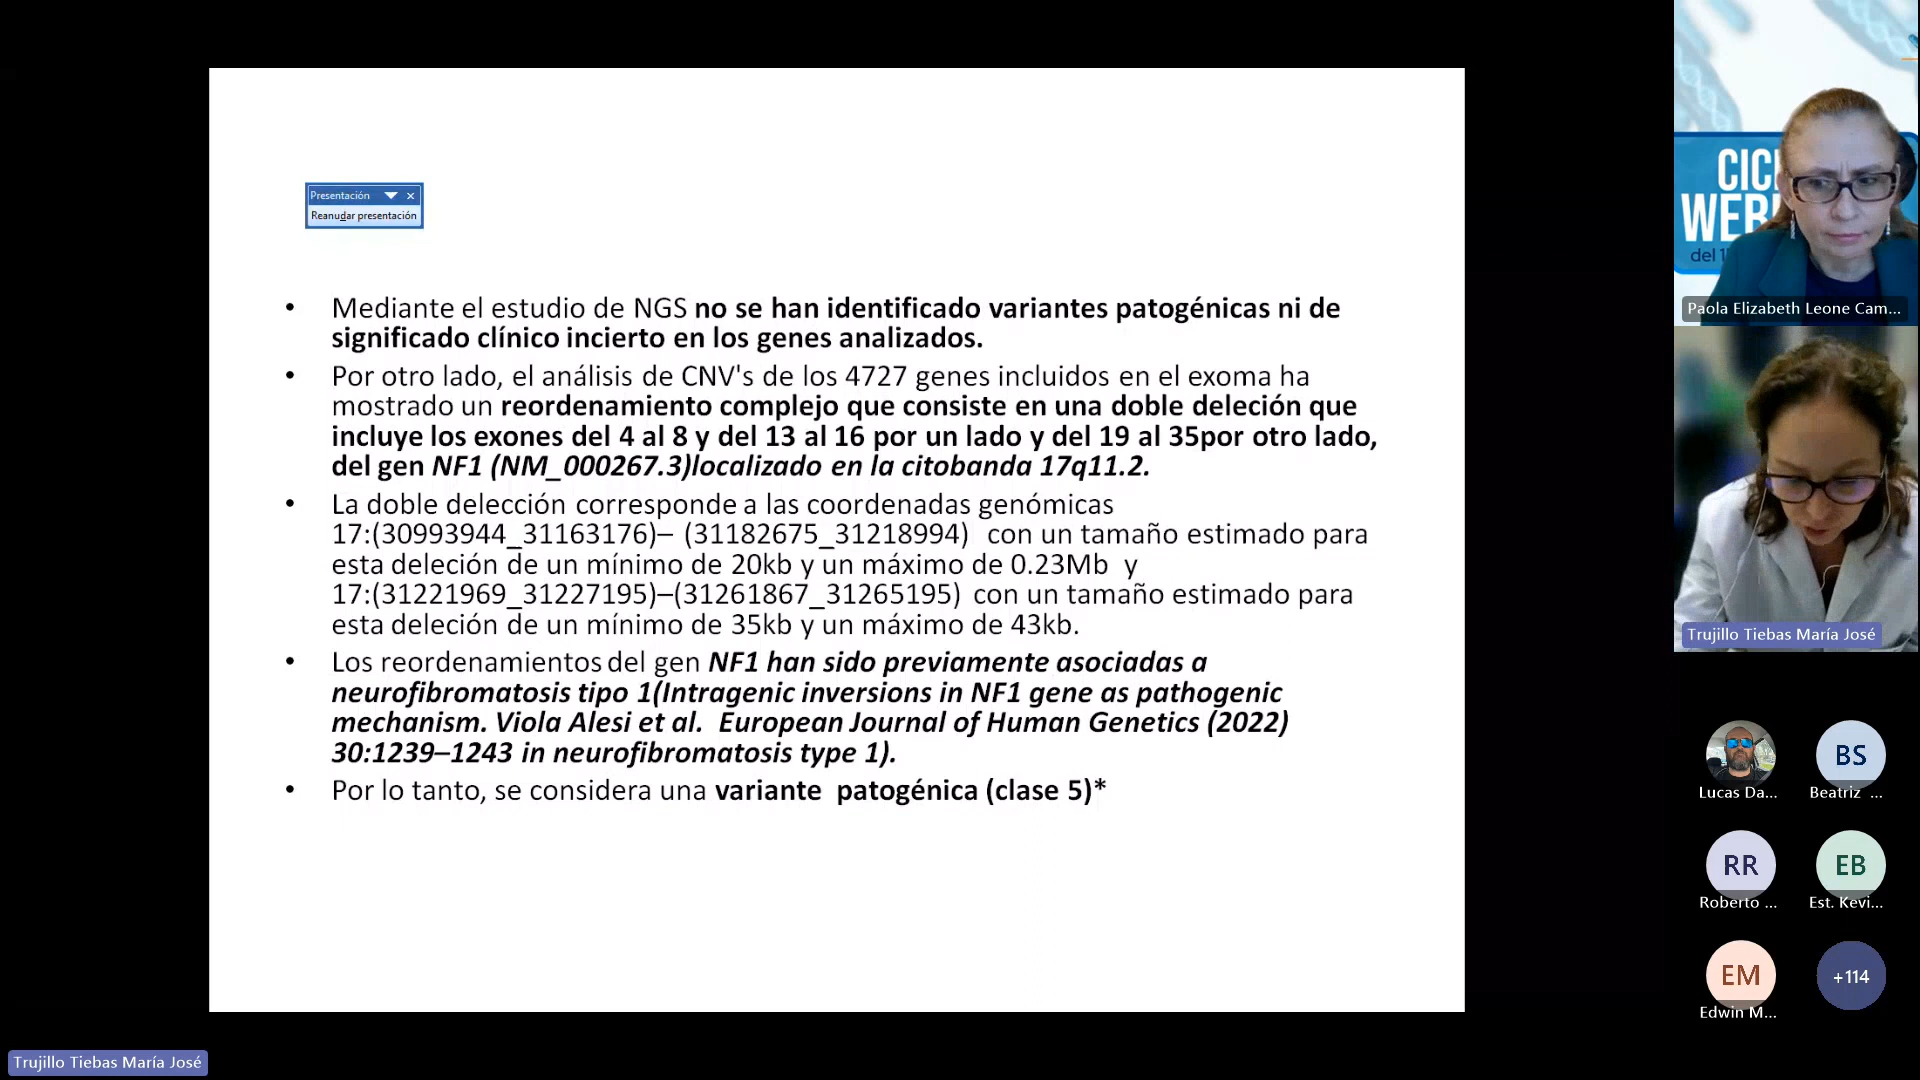 Presentación
Reanudar presentación
• Mediante el estudio de NGS no se han identificado variantes patogénicas ni de
significado clínico incierto en los genes analizados.
• Por otro lado, el análisis de CNV's de los 4727 genes incluidos en el exoma ha
mostrado un reordenamiento complejo que consiste en una doble deleción que
incluye los exones del 4 al 8 y del 13 al 16 por un lado y del 19 al 35por otro lado,
del gen NF1 (NM_000267.3)localizado en la citobanda 17q11.2.
• La doble delección corresponde a las coordenadas genómicas
17:(30993944_31163176)– (31182675_31218994) con un tamaño estimado para
esta deleción de un mínimo de 20kb y un máximo de 0.23Mb y
17:(31221969_31227195)–(31261867_31265195) con un tamaño estimado para
esta deleción de un mínimo de 35kb y un máximo de 43kb.
• Los reordenamientos del gen NF1 han sido previamente asociadas a
neurofibromatosis tipo 1(Intragenic inversions in NF1 gene as pathogenic
mechanism. Viola Alesi et al. European Journal of Human Genetics (2022)
30:1239–1243 in neurofibromatosis type 1).
• Por lo tanto, se considera una variante patogénica (clase 5)*
CIC
WEB
del 1
Paola Elizabeth Leone Cam...
Trujillo Tiebas María José
BS
Lucas Da...
Beatriz ...
RR
EB
Roberto ...
Est. Kevi...
EM
+114
Edwin M...
Trujillo Tiebas María José